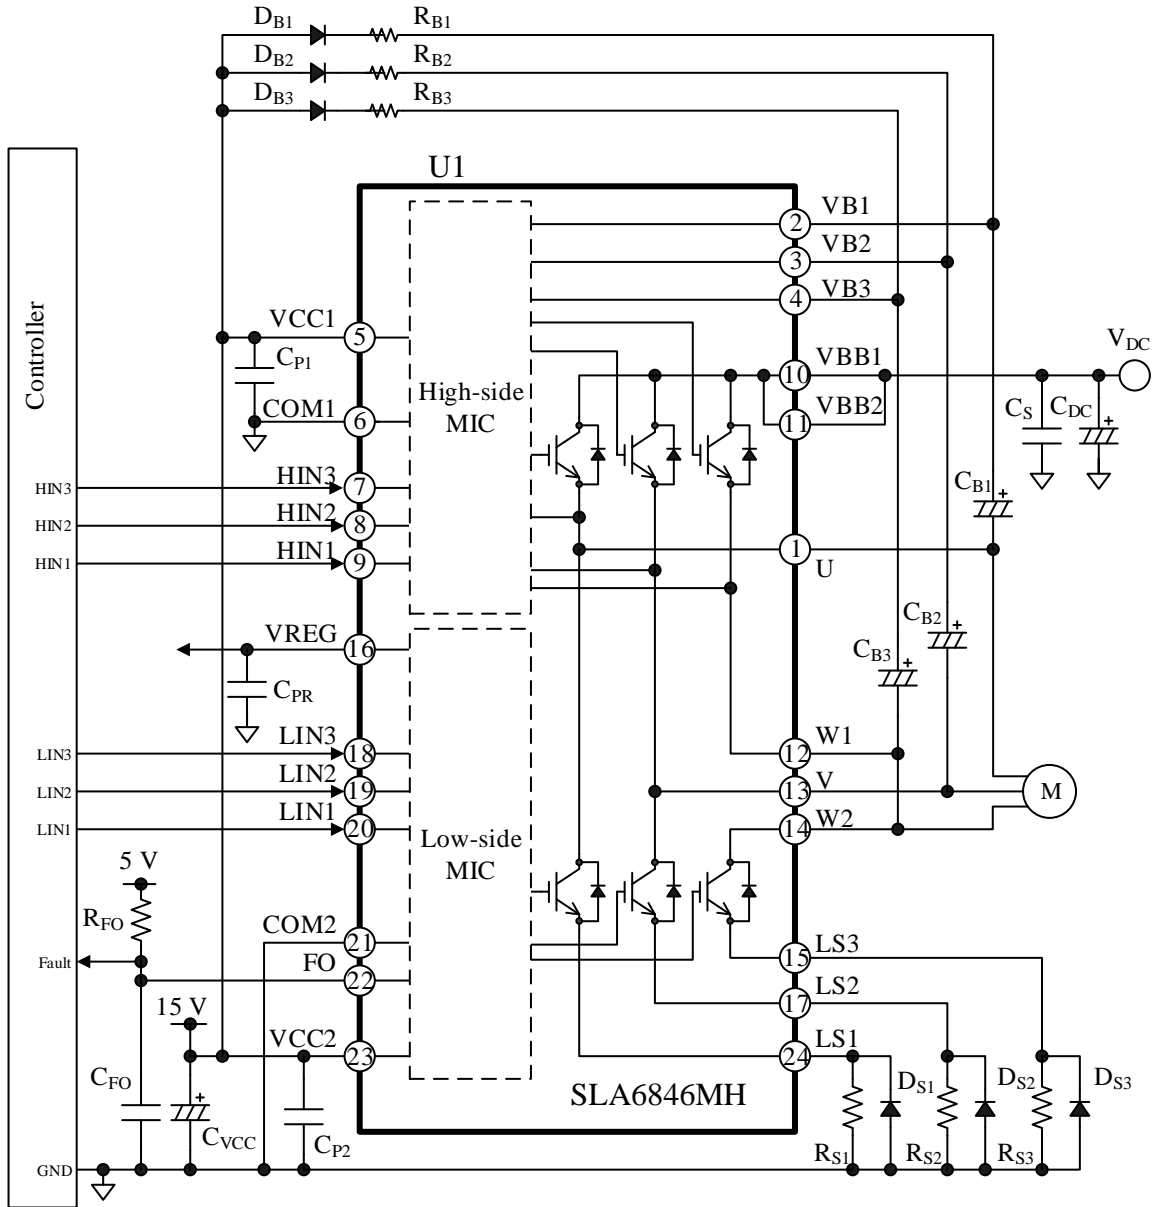 DB1 RB1
DB2 RB2
DB3 RB3
U1
Controller
2 VB1
3 VB2
4 VB3
VCC1 5
CP1
COM1 6
High-side
MIC
10 VBB1
11 VBB2
VDC
CS CDC
+
HIN3 HIN3 7
HIN2 HIN2 8
HIN1 HIN1 9
CB1
+
1
U
VREG 16
CPR
CB2
+
CB3
+
LIN3 LIN3 18
LIN2 LIN2 19
LIN1 LIN1 20
12 W1
13 V
14 W2
M
Low-side
MIC
5 V
RFO
Fault
COM2 21
FO 22
15 V
VCC2 23
15 LS3
17 LS2
24 LS1
CFO
+
CVCC
CP2
SLA6846MH
DS1 DS2 DS3
RS1 RS2 RS3
GND